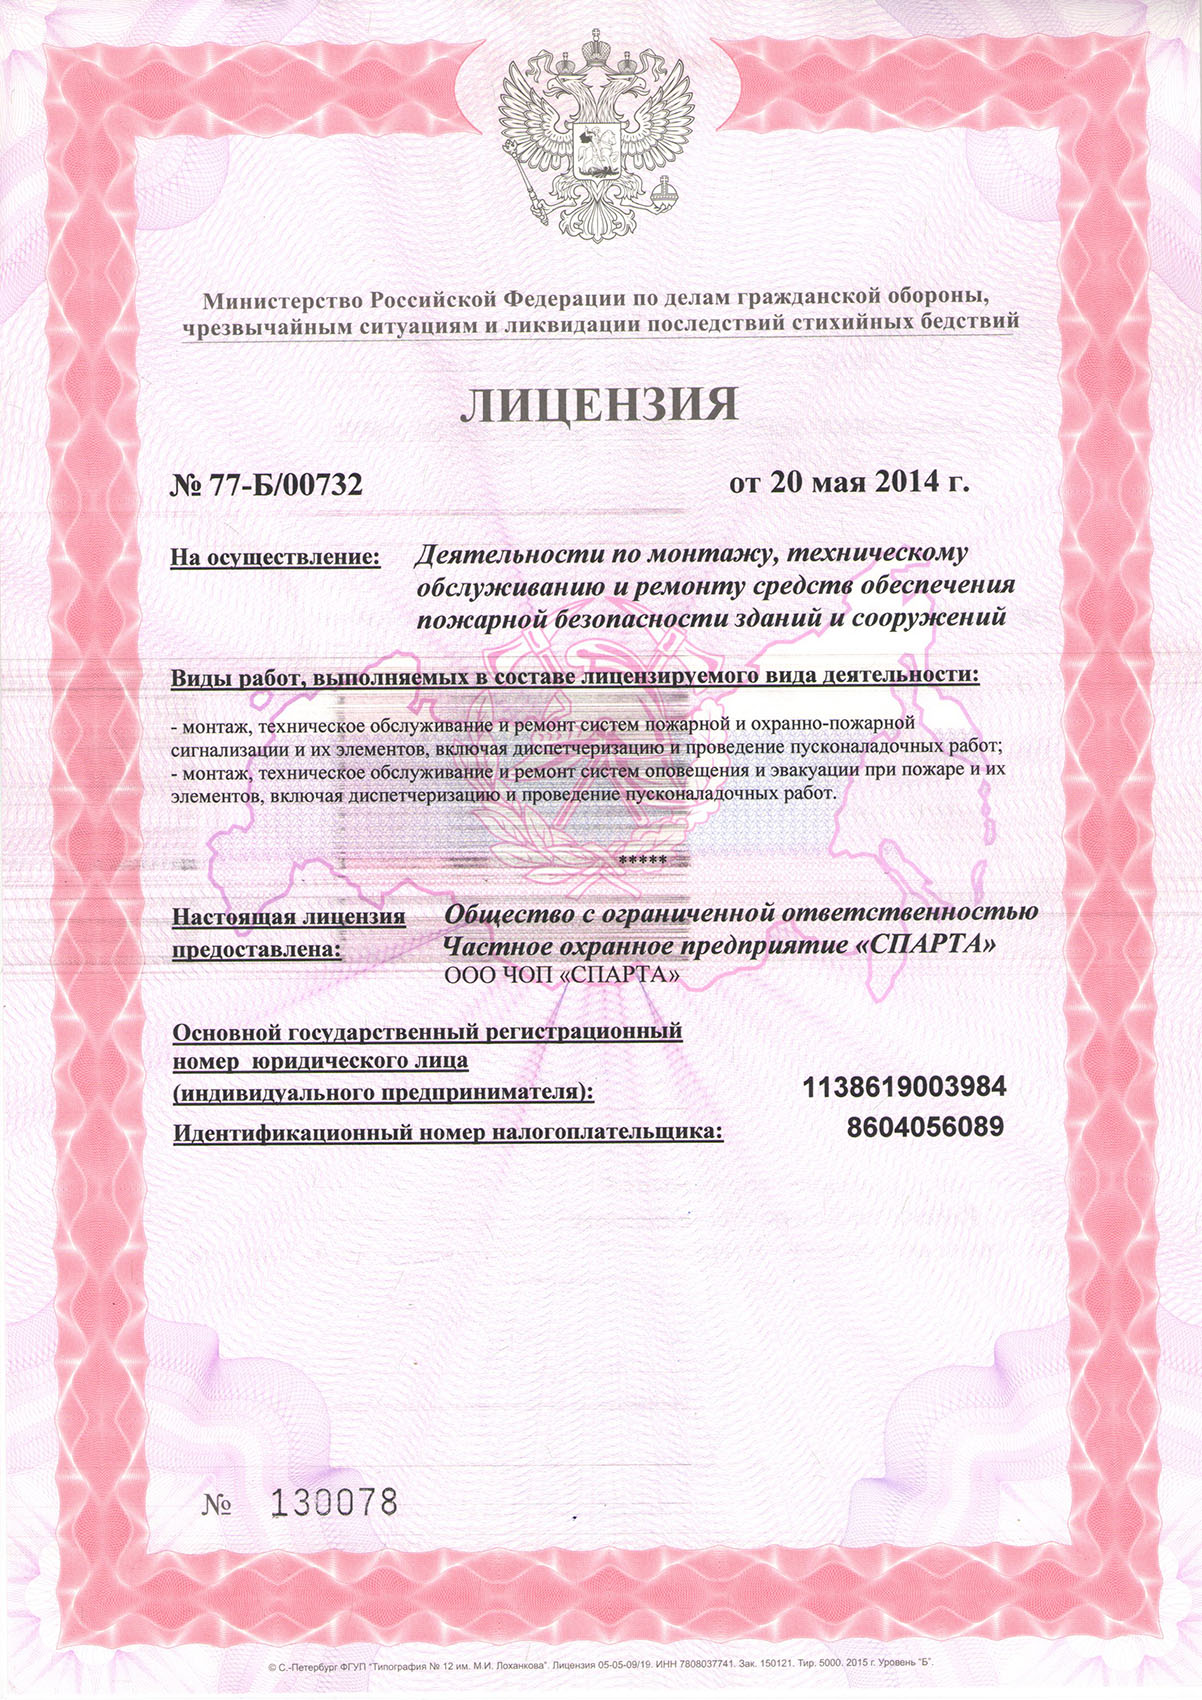 Министерство Российской Федерации по делам гражданской обороны,
чрезвычайным ситуациям и ликвидации последствий стихийных бедствий
ЛИЦЕНЗИЯ
№ 77-Б/00732 от 20 мая 2014 г.
На осуществление: Деятельности по монтажу, техническому
обслуживанию и ремонту средств обеспечения
пожарной безопасности зданий и сооружений
Виды работ, выполняемых в составе лицензируемого вида деятельности:
- монтаж, техническое обслуживание и ремонт систем пожарной и охранно-пожарной
сигнализации и их элементов, включая диспетчеризацию и проведение пусконаладочных работ;
- монтаж, техническое обслуживание и ремонт систем оповещения и эвакуации при пожаре и их
элементов, включая диспетчеризацию и проведение пусконаладочных работ.
*****
Настоящая лицензия Общество с ограниченной ответственностью
предоставлена: Частное охранное предприятие «СПАРТА»
ООО ЧОП «СПАРТА»
Основной государственный регистрационный
номер юридического лица
(индивидуального предпринимателя): 1138619003984
Идентификационный номер налогоплательщика: 8604056089
№ 130078
© С.-Петербург ФГУП "Типография № 12 им. М.И. Лоханкова". Лицензия 05-05-09/19. ИНН 7808037741. Зак. 150121. Тир. 5000. 2015 г. Уровень "Б".